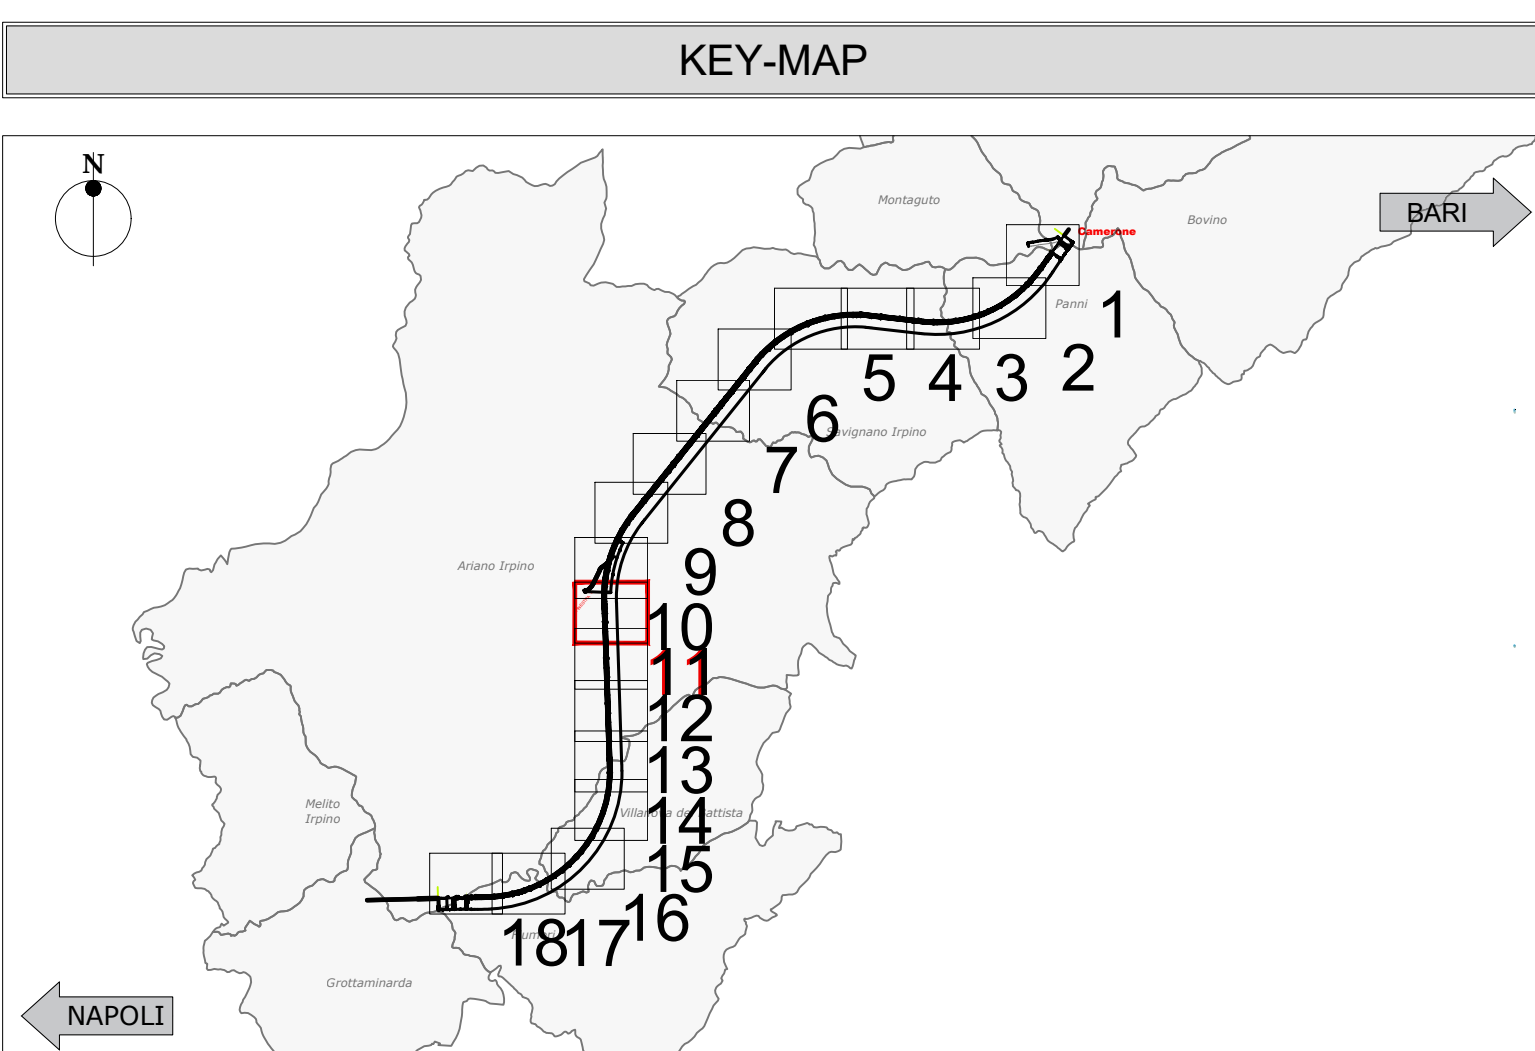 KEY-MAP
N
Montaguto
Bovino
BARI
Camerone
Panni
1
2
3
4
5
6
Savignano Irpino
7
8
9
Ariano Irpino
10
11
12
13
Melito
Irpino
14
15
16
17
18
Grottaminarda
NAPOLI